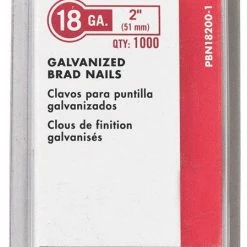 18 GA.
2"
(51 mm)
QTY: 1000
GALVANIZED
BRAD NAILS
Clavos para puntilla
galvanizados
Clous de finition
galvanisés
PBN18200-1